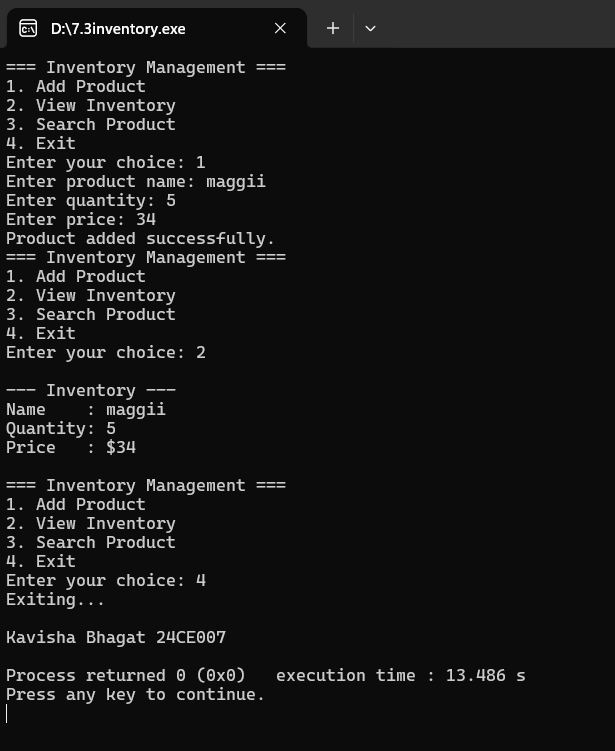 D:\7.3inventory.exe
=== Inventory Management ===
1. Add Product
2. View Inventory
3. Search Product
4. Exit
Enter your choice: 1
Enter product name: maggii
Enter quantity: 5
Enter price: 34
Product added successfully.
=== Inventory Management ===
1. Add Product
2. View Inventory
3. Search Product
4. Exit
Enter your choice: 2

--- Inventory ---
Name    : maggii
Quantity: 5
Price   : $34

=== Inventory Management ===
1. Add Product
2. View Inventory
3. Search Product
4. Exit
Enter your choice: 4
Exiting...

Kavisha Bhagat 24CE007

Process returned 0 (0x0)   execution time : 13.486 s
Press any key to continue.